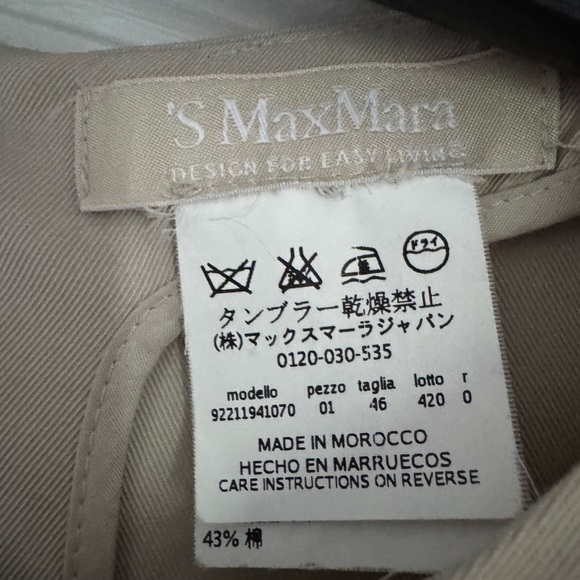 'S MaxMara
DESIGN FOR EASY LIVING
ドライ
タンブラー乾燥禁止
(株)マックスマーラジャパン
0120-030-535
modello pezzo taglia lotto r
92211941070 01 46 420 0
MADE IN MOROCCO
HECHO EN MARRUECOS
CARE INSTRUCTIONS ON REVERSE
43% 棉